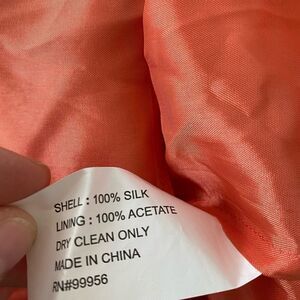 SHELL : 100% SILK
LINING : 100% ACETATE
DRY CLEAN ONLY
MADE IN CHINA
RN#99956